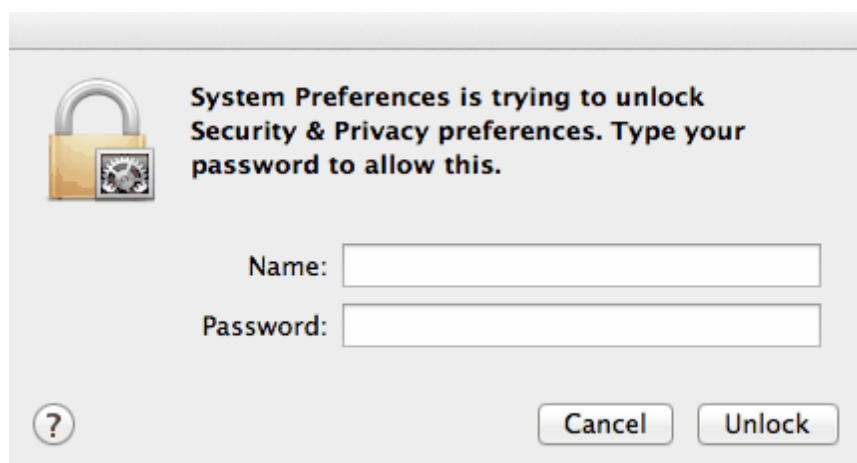 System Preferences is trying to unlock
Security & Privacy preferences. Type your
password to allow this.
Name:
Password:
?
Cancel
Unlock